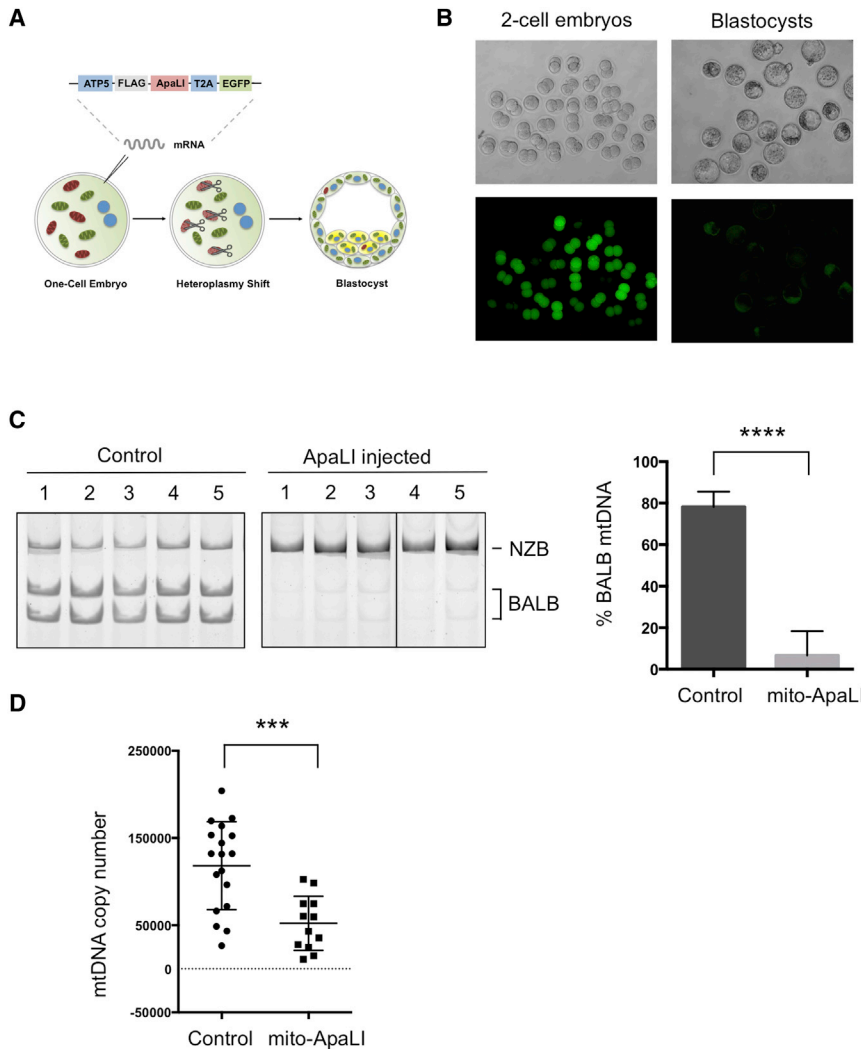 A
ATP5 FLAG ApaLI T2A EGFP
mRNA
One-Cell Embryo Heteroplasmy Shift Blastocyst
B
2-cell embryos Blastocysts
C
Control ApaLI injected
1 2 3 4 5 1 2 3 4 5
NZB
BALB
****
% BALB mtDNA
100
80
60
40
20
0
Control mito-ApaLI
D
***
mtDNA copy number
250000
150000
50000
0
-50000
Control mito-ApaLI